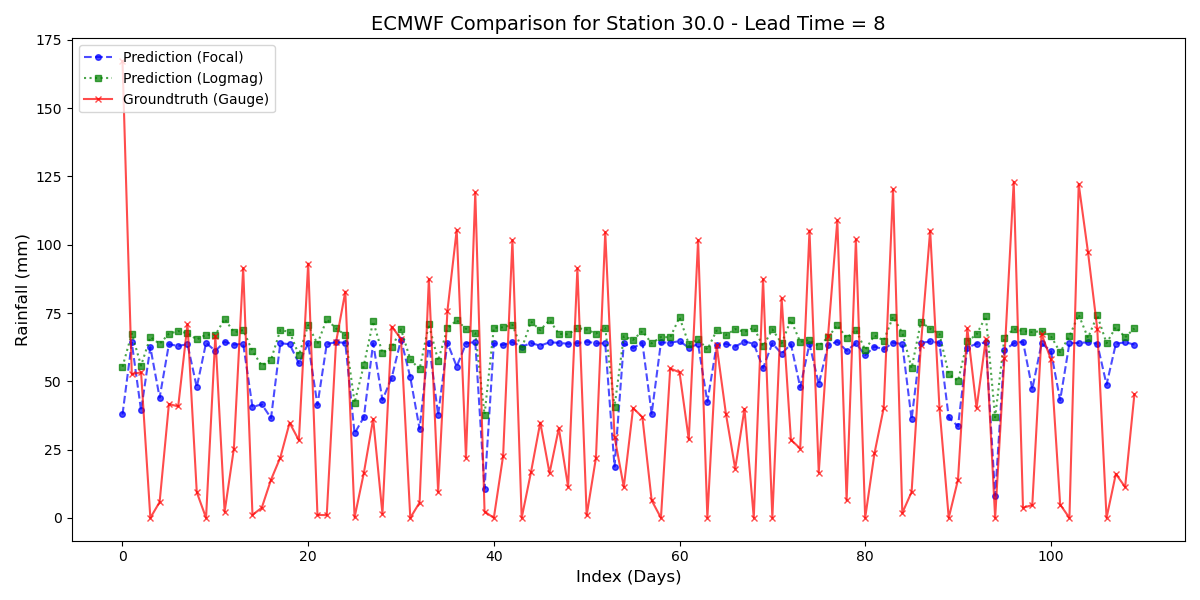 ECMWF Comparison for Station 30.0 - Lead Time = 8
Prediction (Focal)
Prediction (Logmag)
Groundtruth (Gauge)
Rainfall (mm)
175
150
125
100
75
50
25
0
0 20 40 60 80 100
Index (Days)